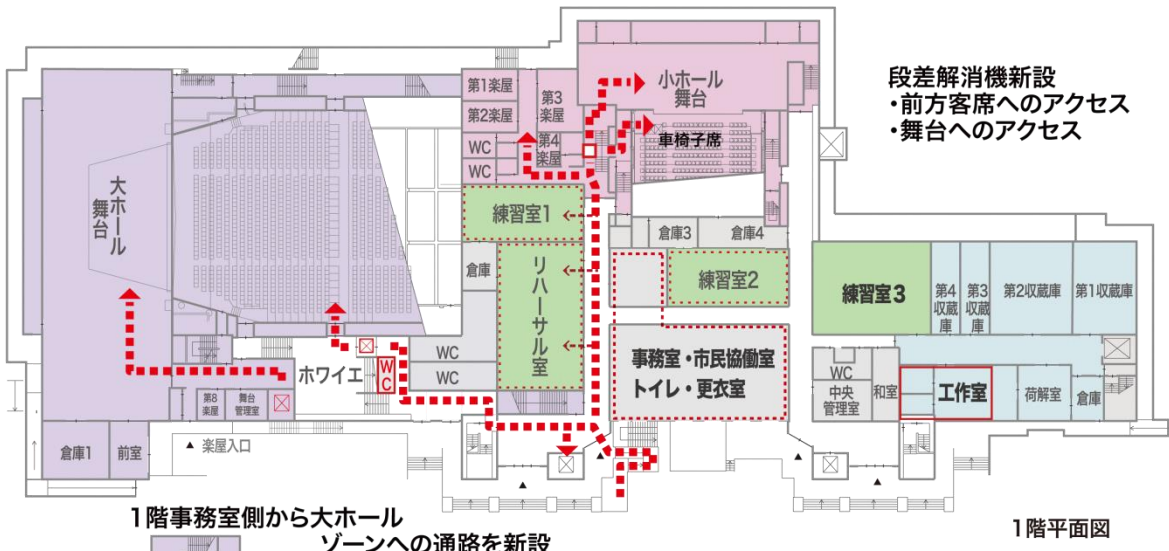 段差解消機新設
・前方客席へのアクセス
・舞台へのアクセス
第1楽屋
第2楽屋
第3
楽屋
第4
楽屋
WC
WC
小ホール
舞台
車椅子席
大ホール
舞台
練習室1
倉庫
リハーサル室
倉庫3
倉庫4
練習室2
練習室3
第4
収蔵庫
第3
収蔵庫
第2収蔵庫
第1収蔵庫
ホワイエ
WC
WC
WC
事務室・市民協働室
トイレ・更衣室
WC
中央
管理室
和室
工作室
荷解室
倉庫
第8
楽屋
舞台
管理室
倉庫1
前室
▲ 楽屋入口
▲
▲
▲
▲
1階事務室側から大ホール
ゾーンへの通路を新設
1階平面図